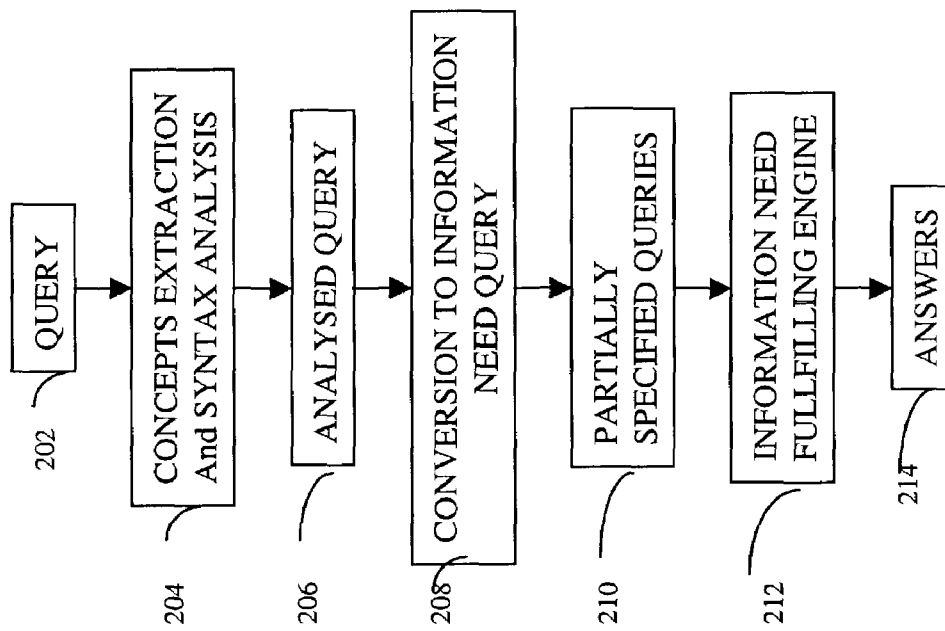 202
QUERY
204
CONCEPTS EXTRACTION
And SYNTAX ANALYSIS
206
ANALYSED QUERY
208
CONVERSION TO INFORMATION
NEED QUERY
210
PARTIALLY
SPECIFIED QUERIES
212
INFORMATION NEED
FULLFILLING ENGINE
214
ANSWERS